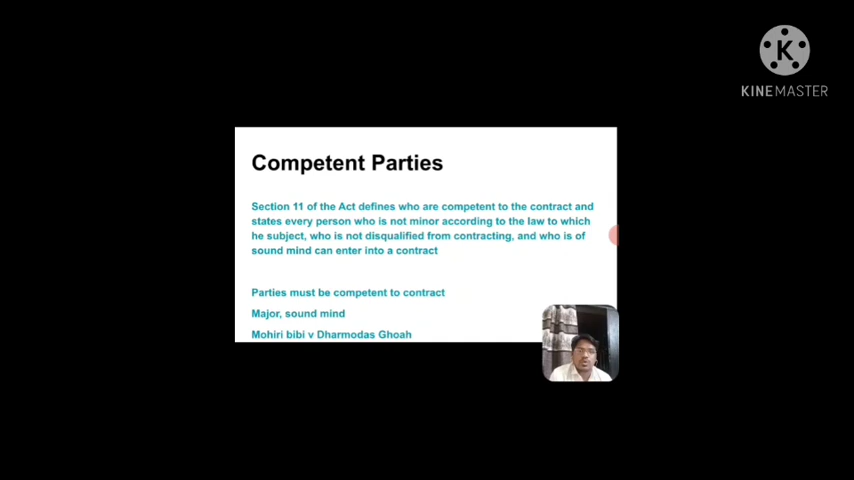 KINEMASTER
Competent Parties
Section 11 of the Act defines who are competent to the contract and
states every person who is not minor according to the law to which
he subject, who is not disqualified from contracting, and who is of
sound mind can enter into a contract
Parties must be competent to contract
Major, sound mind
Mohiri bibi v Dharmodas Ghoah